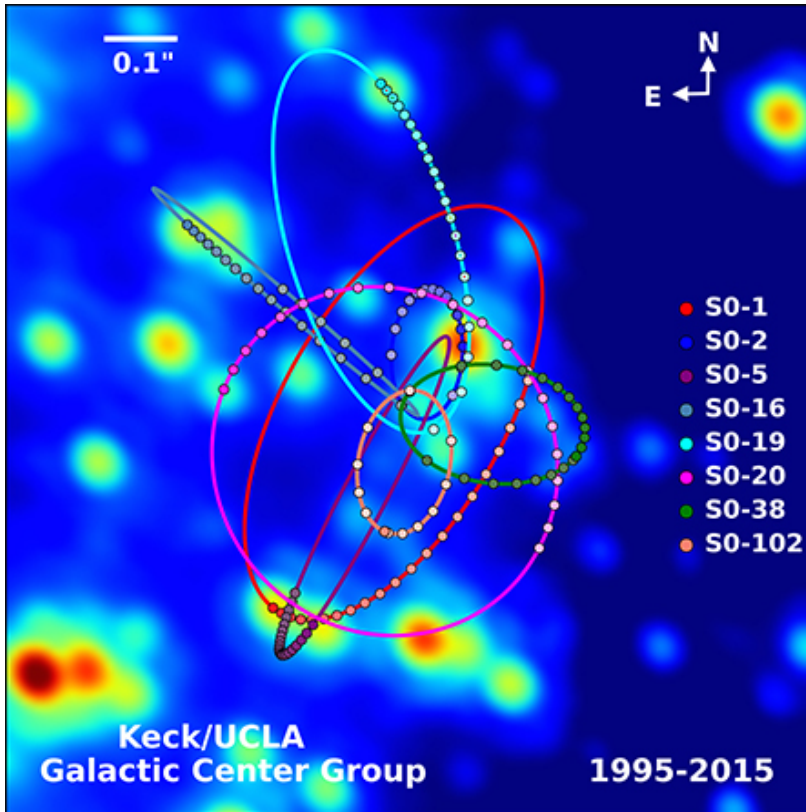 0.1"
N
E
S0-1
S0-2
S0-5
S0-16
S0-19
S0-20
S0-38
S0-102
Keck/UCLA
Galactic Center Group
1995-2015